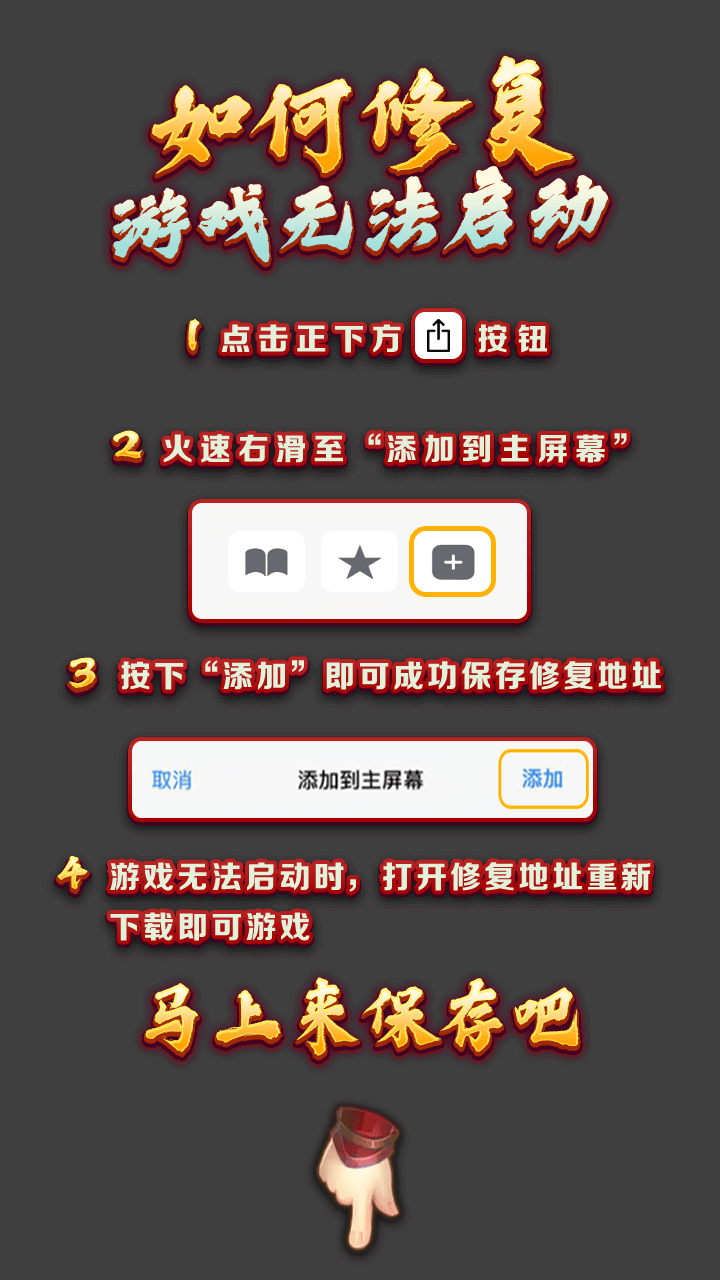 如何修复
游戏无法启动
1 点击正下方 按钮
2 火速右滑至“添加到主屏幕”
3 按下“添加”即可成功保存修复地址
取消 添加到主屏幕 添加
4 游戏无法启动时，打开修复地址重新
下载即可游戏
马上来保存吧